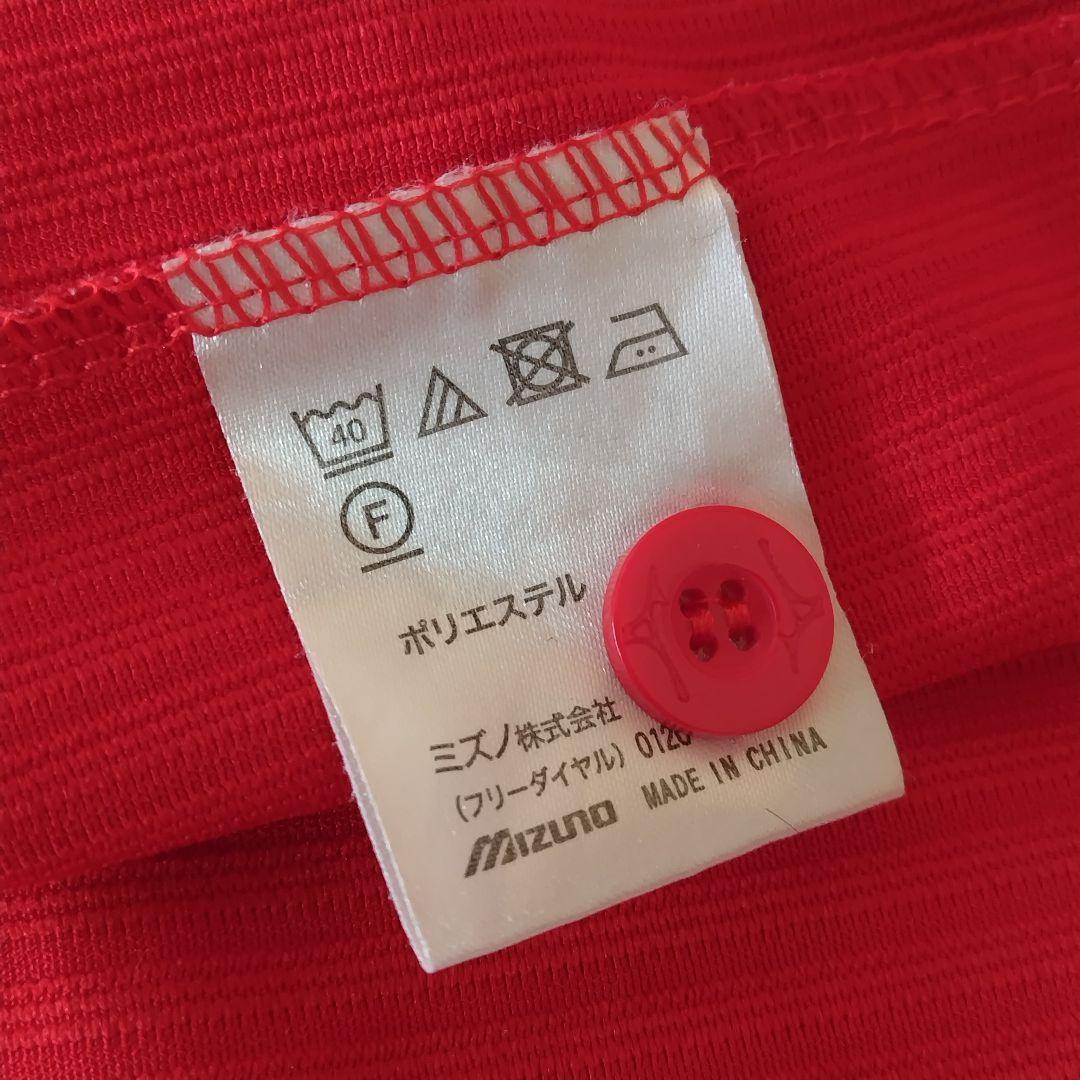 40
F
ポリエステル
ミズノ株式会社
(フリーダイヤル) 0120
MIZUNO MADE IN CHINA